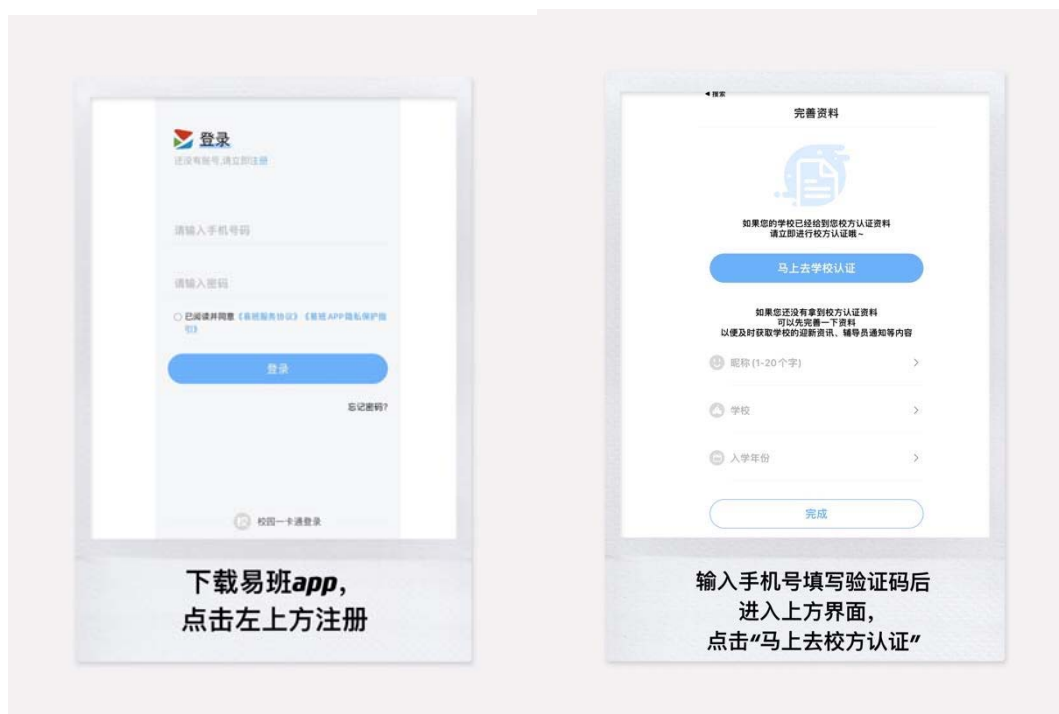 登录
还没有账号,请立即注册
请输入手机号码
请输入密码
已阅读并同意《易班服务协议》《易班APP隐私保护指
引》
登录
忘记密码?
校园一卡通登录
下载易班app,
点击左上方注册
◀ 搜索
完善资料
如果您的学校已经给到您校方认证资料
请立即进行校方认证哦~
马上去学校认证
如果您还没有拿到校方认证资料
可以先完善一下资料
以便及时获取学校的迎新资讯、辅导员通知等内容
昵称(1-20个字)
学校
入学年份
完成
输入手机号填写验证码后
进入上方界面,
点击“马上去校方认证”